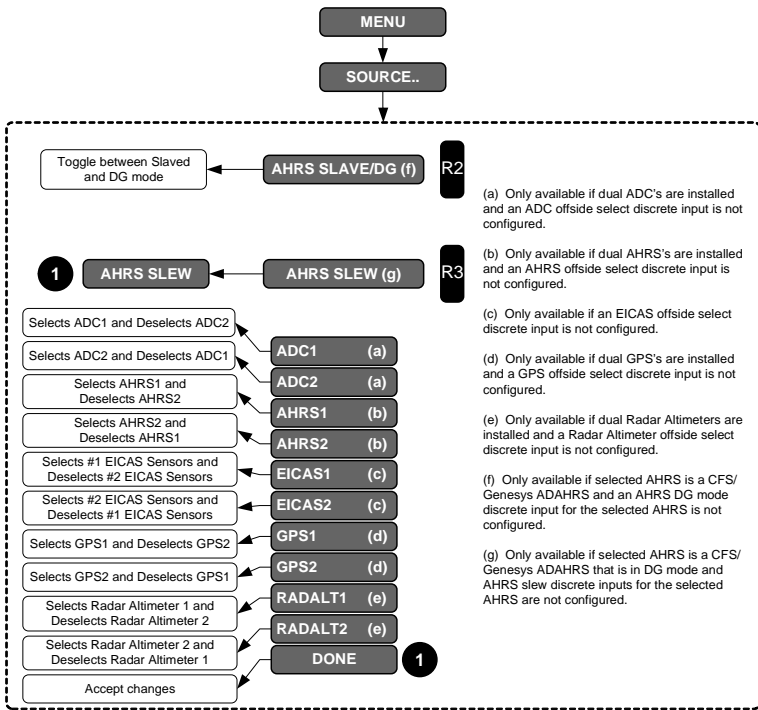 MENU
SOURCE..
Toggle between Slaved
and DG mode
AHRS SLAVE/DG (f)
R2
1
AHRS SLEW
AHRS SLEW (g)
R3
Selects ADC1 and Deselects ADC2
Selects ADC2 and Deselects ADC1
Selects AHRS1 and
Deselects AHRS2
Selects AHRS2 and
Deselects AHRS1
Selects #1 EICAS Sensors and
Deselects #2 EICAS Sensors
Selects #2 EICAS Sensors and
Deselects #1 EICAS Sensors
Selects GPS1 and Deselects GPS2
Selects GPS2 and Deselects GPS1
Selects Radar Altimeter 1 and
Deselects Radar Altimeter 2
Selects Radar Altimeter 2 and
Deselects Radar Altimeter 1
Accept changes
ADC1 (a)
ADC2 (a)
AHRS1 (b)
AHRS2 (b)
EICAS1 (c)
EICAS2 (c)
GPS1 (d)
GPS2 (d)
RADALT1 (e)
RADALT2 (e)
DONE
1
(a) Only available if dual ADC's are installed
and an ADC offside select discrete input is not
configured.
(b) Only available if dual AHRS's are installed
and an AHRS offside select discrete input is
not configured.
(c) Only available if an EICAS offside select
discrete input is not configured.
(d) Only available if dual GPS's are installed
and a GPS offside select discrete input is not
configured.
(e) Only available if dual Radar Altimeters are
installed and a Radar Altimeter offside select
discrete input is not configured.
(f) Only available if selected AHRS is a CFS/
Genesys ADAHRS and an AHRS DG mode
discrete input for the selected AHRS is not
configured.
(g) Only available if selected AHRS is a CFS/
Genesys ADAHRS that is in DG mode and
AHRS slew discrete inputs for the selected
AHRS are not configured.